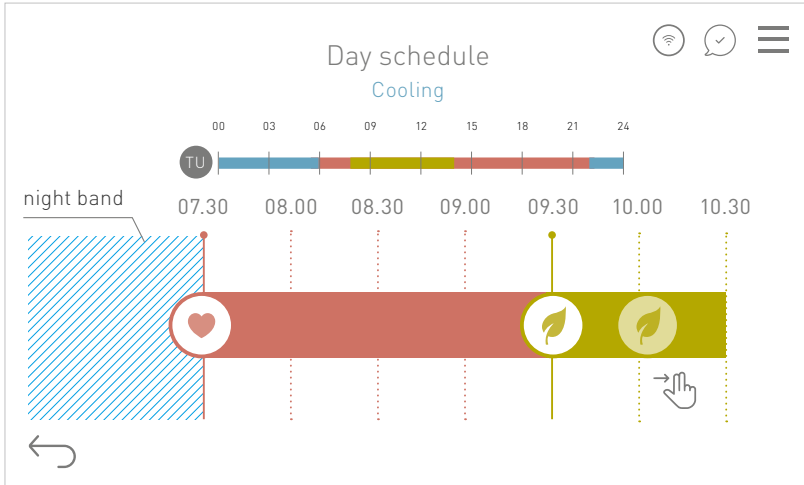 Day schedule
Cooling
00 03 06 09 12 15 18 21 24
TU
night band
07.30 08.00 08.30 09.00 09.30 10.00 10.30